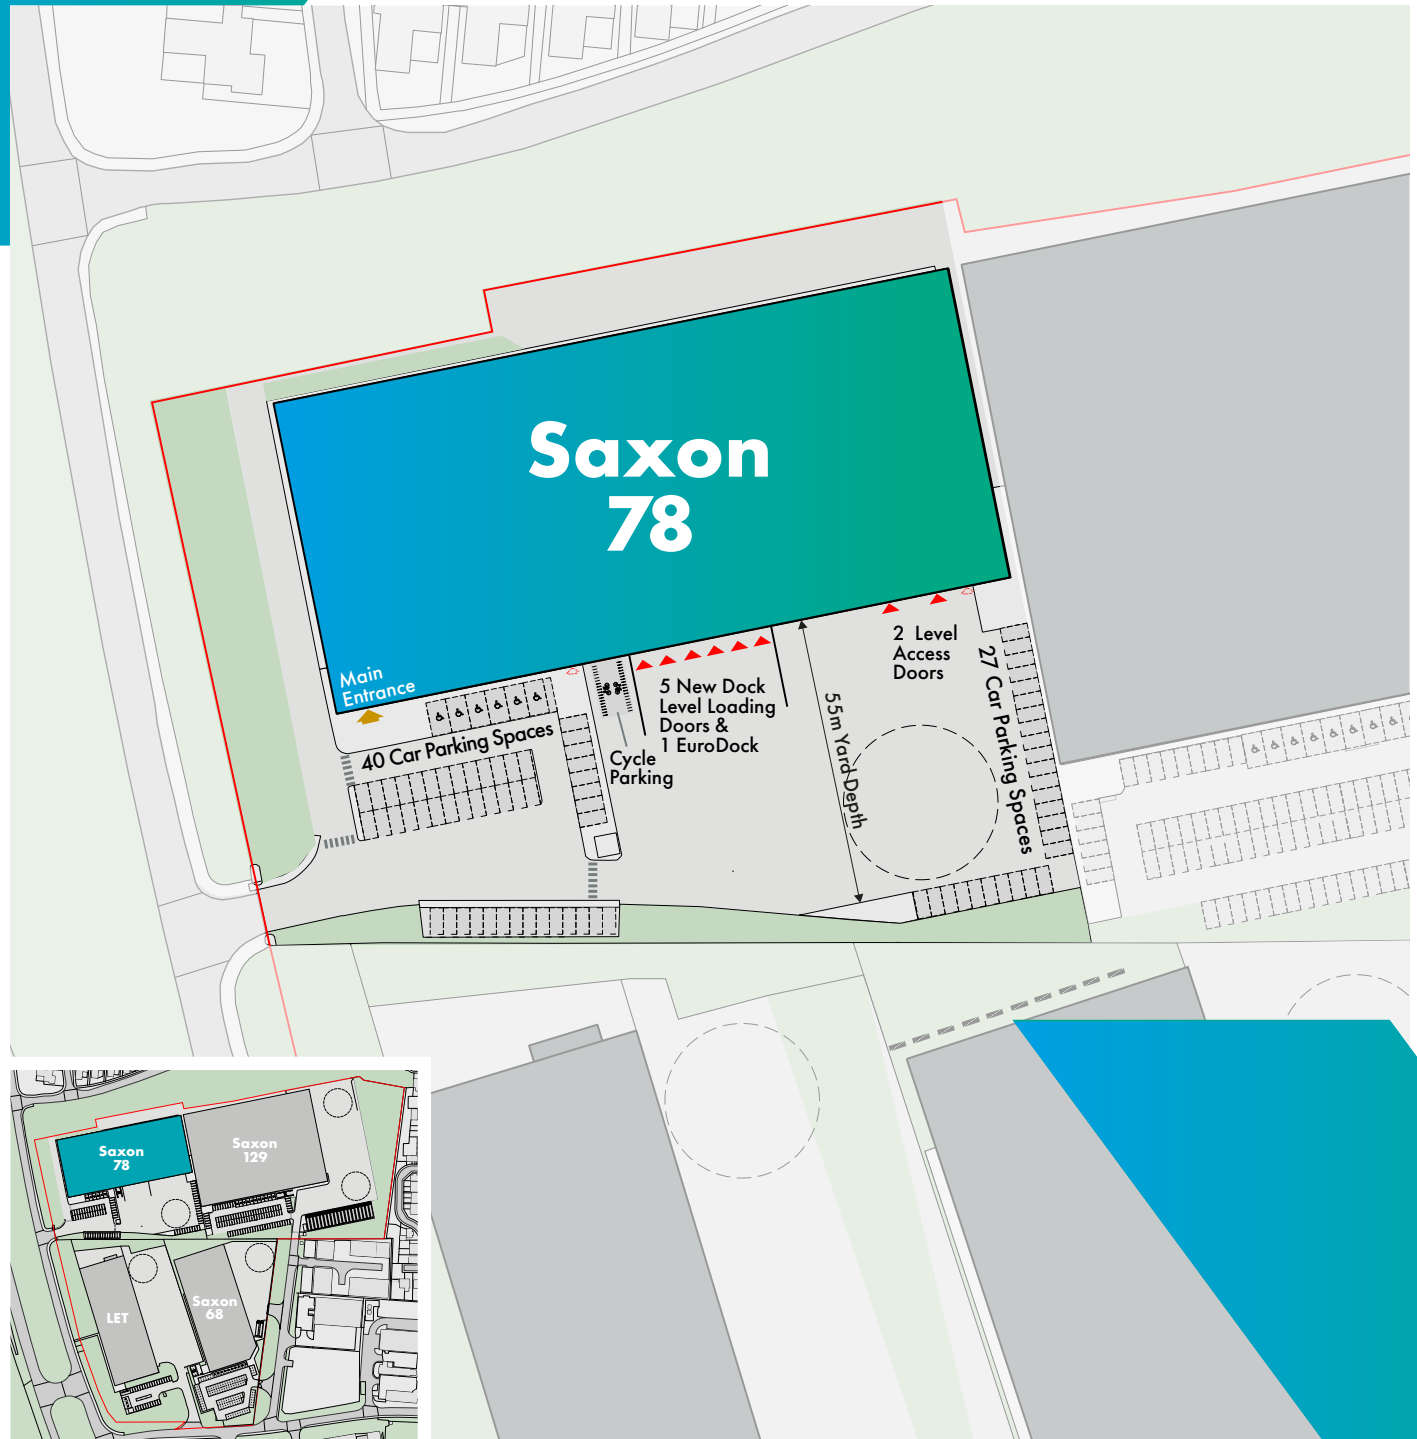 Saxon
78
Main
Entrance
40 Car Parking Spaces
Cycle
Parking
5 New Dock
Level Loading
Doors &
1 EuroDock
55m Yard Depth
2 Level
Access
Doors
27 Car Parking Spaces
Saxon
78
Saxon
129
LET
Saxon
68